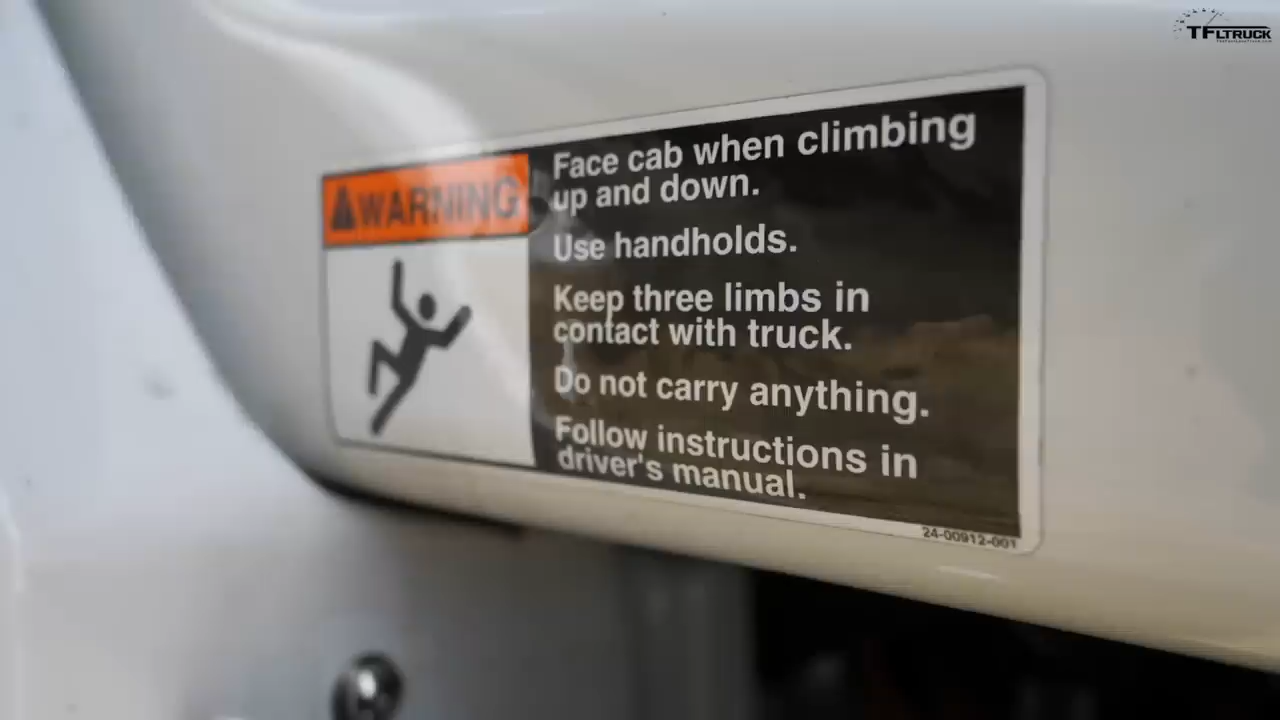 TFLTRUCK
WARNING
Face cab when climbing
up and down.
Use handholds.
Keep three limbs in
contact with truck.
Do not carry anything.
Follow instructions in
driver's manual.
24-00912-001